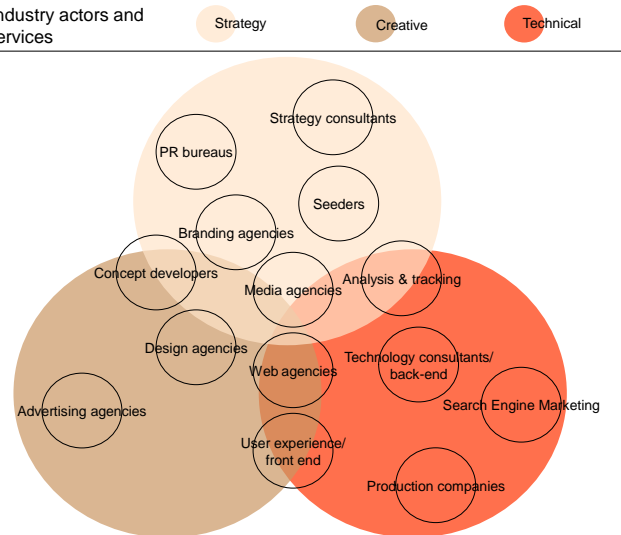 ndustry actors and
ervices
Strategy
Creative
Technical
Strategy consultants
PR bureaus
Seeders
Branding agencies
Concept developers
Media agencies
Analysis & tracking
Design agencies
Web agencies
Technology consultants/
back-end
Advertising agencies
Search Engine Marketing
User experience/
front end
Production companies